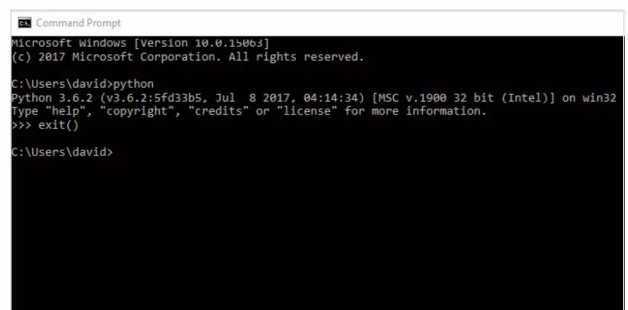 Command Prompt
Microsoft Windows [Version 10.0.15063]
(c) 2017 Microsoft Corporation. All rights reserved.
C:\Users\david>python
Python 3.6.2 (v3.6.2:5fd33b5, Jul  8 2017, 04:14:34) [MSC v.1900 32 bit (Intel)] on win32
Type "help", "copyright", "credits" or "license" for more information.
>>> exit()
C:\Users\david>